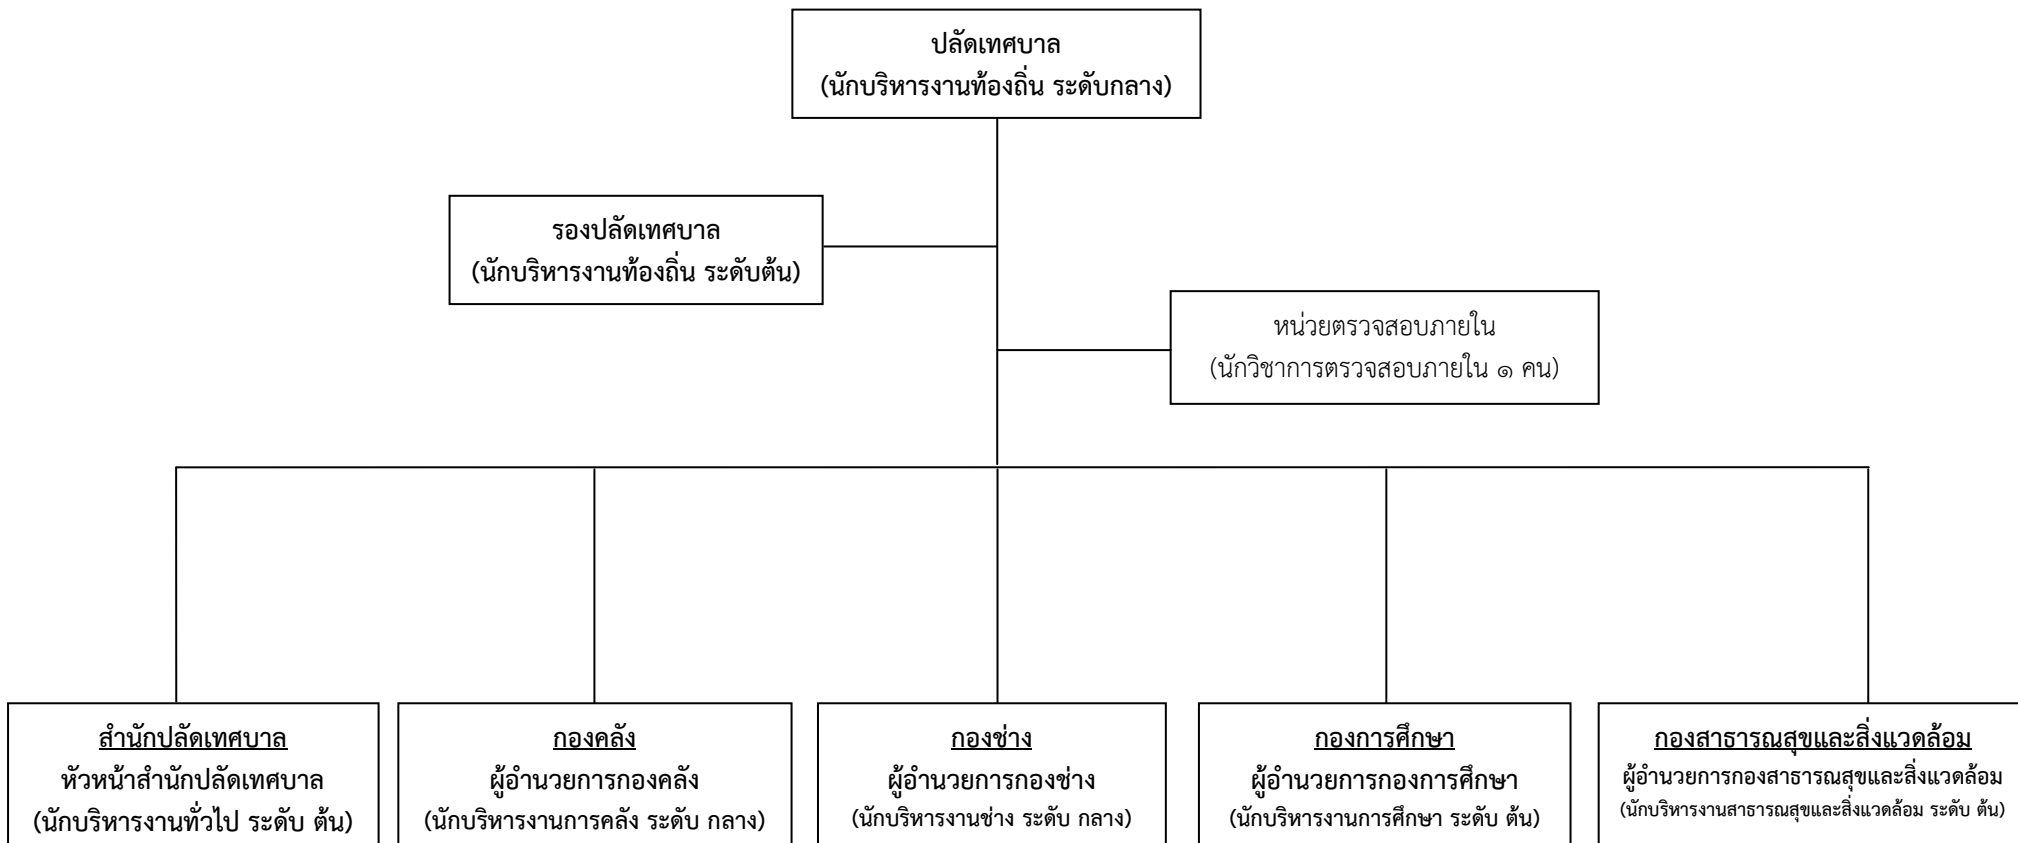 ปลัดเทศบาล
(นักบริหารงานท้องถิ่น ระดับกลาง)
รองปลัดเทศบาล
(นักบริหารงานท้องถิ่น ระดับต้น)
หน่วยตรวจสอบภายใน
(นักวิชาการตรวจสอบภายใน ๑ คน)
สำนักปลัดเทศบาล
หัวหน้าสำนักปลัดเทศบาล
(นักบริหารงานทั่วไป ระดับ ต้น)
กองคลัง
ผู้อำนวยการกองคลัง
(นักบริหารงานการคลัง ระดับ กลาง)
กองช่าง
ผู้อำนวยการกองช่าง
(นักบริหารงานช่าง ระดับ กลาง)
กองการศึกษา
ผู้อำนวยการกองการศึกษา
(นักบริหารงานการศึกษา ระดับ ต้น)
กองสาธารณสุขและสิ่งแวดล้อม
ผู้อำนวยการกองสาธารณสุขและสิ่งแวดล้อม
(นักบริหารงานสาธารณสุขและสิ่งแวดล้อม ระดับ ต้น)